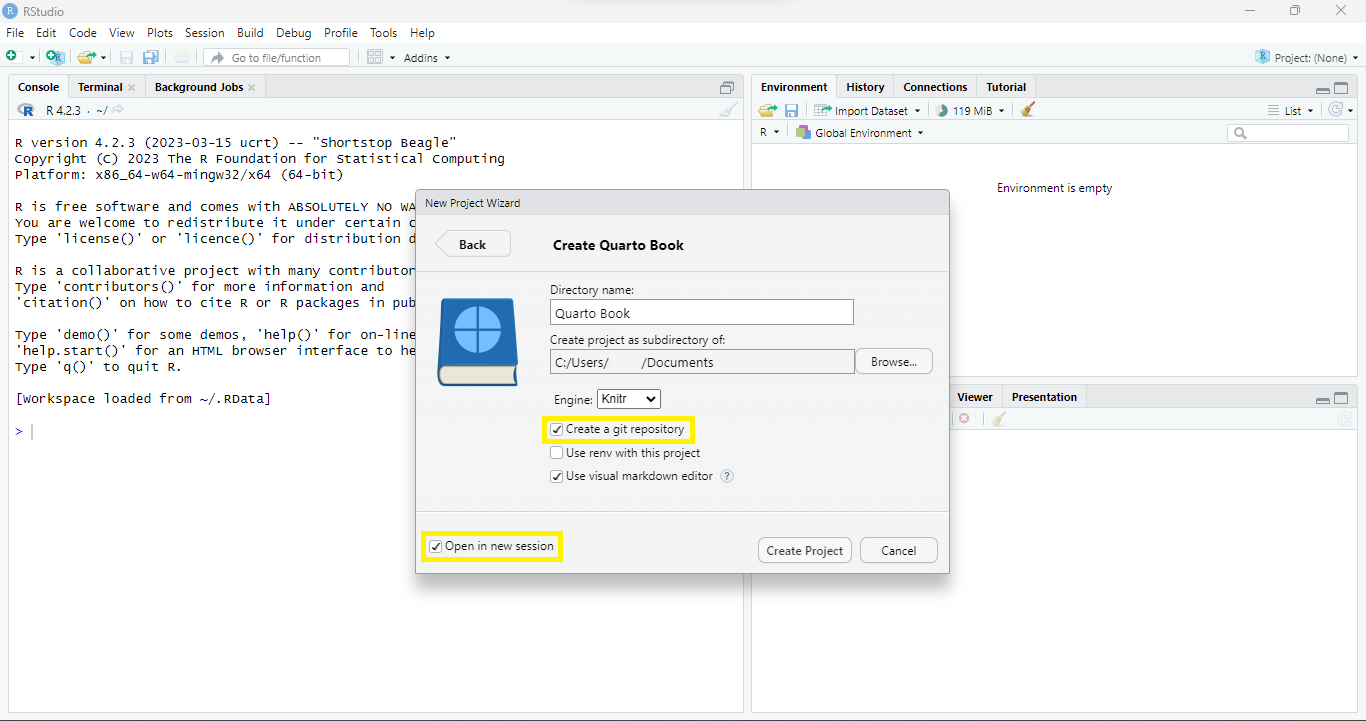 RStudio
File Edit Code View Plots Session Build Debug Profile Tools Help
Go to file/function Addins Project: (None)
Console Terminal Background Jobs
R 4.2.3 · ~/
R version 4.2.3 (2023-03-15 ucrt) -- "Shortstop Beagle"
Copyright (C) 2023 The R Foundation for Statistical Computing
Platform: x86_64-w64-mingw32/x64 (64-bit)
R is free software and comes with ABSOLUTELY NO WA
You are welcome to redistribute it under certain c
Type 'license()' or 'licence()' for distribution d
R is a collaborative project with many contributor
Type 'contributors()' for more information and
'citation()' on how to cite R or R packages in pub
Type 'demo()' for some demos, 'help()' for on-line
'help.start()' for an HTML browser interface to he
Type 'q()' to quit R.
[Workspace loaded from ~/.RData]
>
New Project Wizard
Back Create Quarto Book
Directory name:
Quarto Book
Create project as subdirectory of:
C:/Users/ /Documents Browse...
Engine: Knitr
Create a git repository
Use renv with this project
Use visual markdown editor ?
Open in new session Create Project Cancel
Environment History Connections Tutorial
Import Dataset 119 MiB List
R Global Environment
Environment is empty
Viewer Presentation